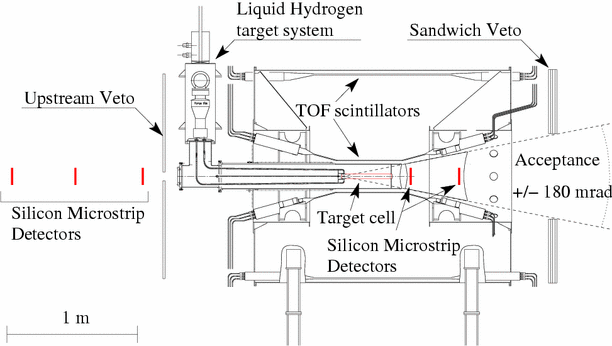 Liquid Hydrogen
target system
Sandwich Veto
Upstream Veto
TOF scintillators
Acceptance
+/− 180 mrad
Silicon Microstrip
Detectors
Target cell
Silicon Microstrip
Detectors
1 m